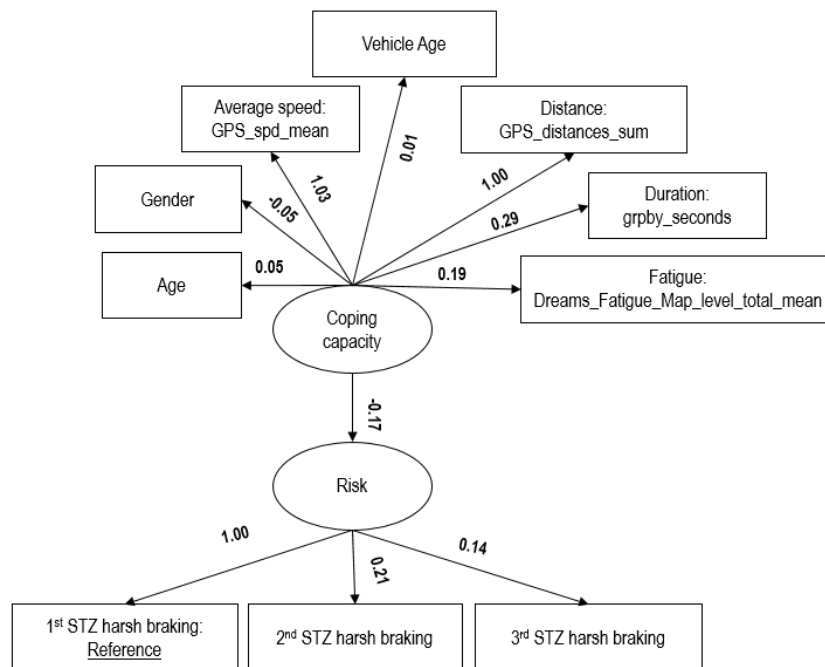 Vehicle Age
Average speed:
GPS_spd_mean
Distance:
GPS_distances_sum
0.01
1.03
1.00
Gender
-0.05
Duration:
grpby_seconds
0.29
Age
0.05
0.19
Fatigue:
Dreams_Fatigue_Map_level_total_mean
Coping
capacity
-0.17
Risk
1.00
0.21
0.14
1st STZ harsh braking:
Reference
2nd STZ harsh braking
3rd STZ harsh braking